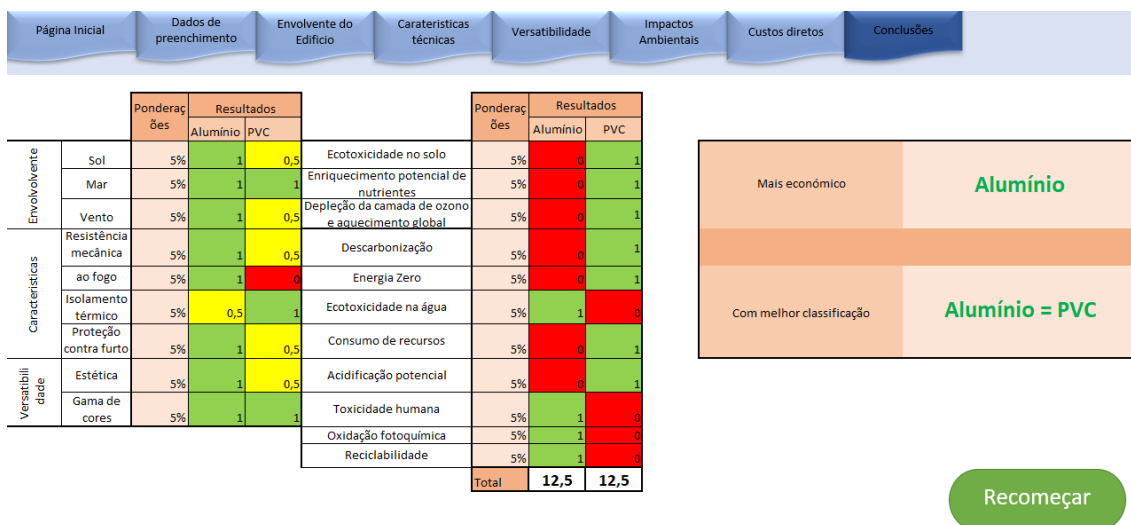 Página Inicial
Dados de
preenchimento
Envolvente do
Edificio
Carateristicas
técnicas
Versatibilidade
Impactos
Ambientais
Custos diretos
Conclusões
Ponderaç
ões
Resultados
Alumínio PVC
Envolvolvente
Sol 5% 1 0,5
Mar 5% 1 1
Vento 5% 1 0,5
Caracteristicas
Resistência
mecânica 5% 1 0,5
ao fogo 5% 1 0
Isolamento
térmico 5% 0,5 1
Proteção
contra furto 5% 1 0,5
Versatibili
dade
Estética 5% 1 0,5
Gama de
cores 5% 1 1
Ponderaç
ões
Resultados
Alumínio PVC
Ecotoxicidade no solo 5% 0 1
Enriquecimento potencial de
nutrientes 5% 0 1
Depleção da camada de ozono
e aquecimento global 5% 0 1
Descarbonização 5% 0 1
Energia Zero 5% 0 1
Ecotoxicidade na água 5% 1 0
Consumo de recursos 5% 0 1
Acidificação potencial 5% 0 1
Toxicidade humana 5% 1 0
Oxidação fotoquímica 5% 1 0
Reciclabilidade 5% 1 0
Total 12,5 12,5
Mais económico Alumínio
Com melhor classificação Alumínio = PVC
Recomeçar